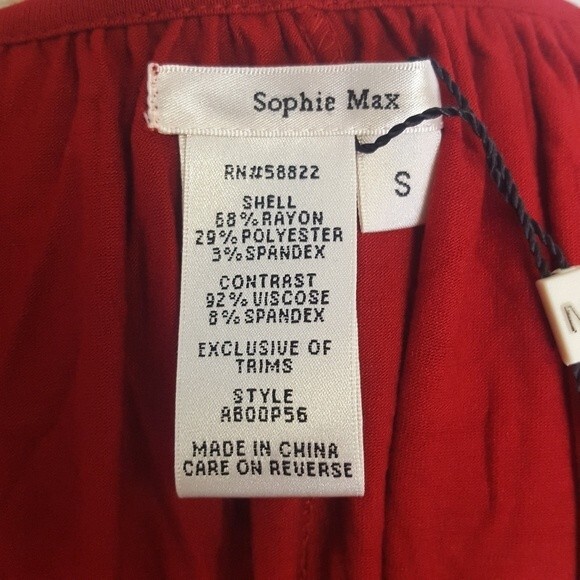 Sophie Max
S
RN#58822
SHELL
68% RAYON
29% POLYESTER
3% SPANDEX
CONTRAST
92% VISCOSE
8% SPANDEX
EXCLUSIVE OF
TRIMS
STYLE
AB00P56
MADE IN CHINA
CARE ON REVERSE